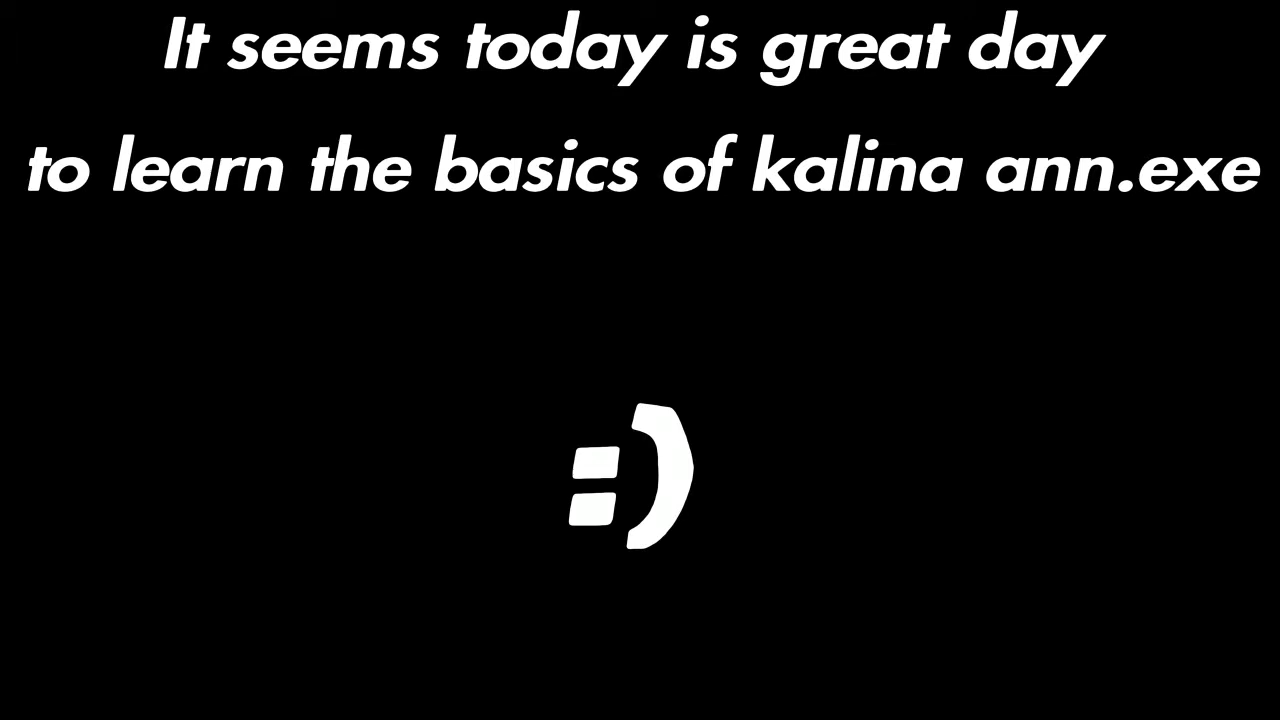 It seems today is great day
to learn the basics of kalina ann.exe
:)